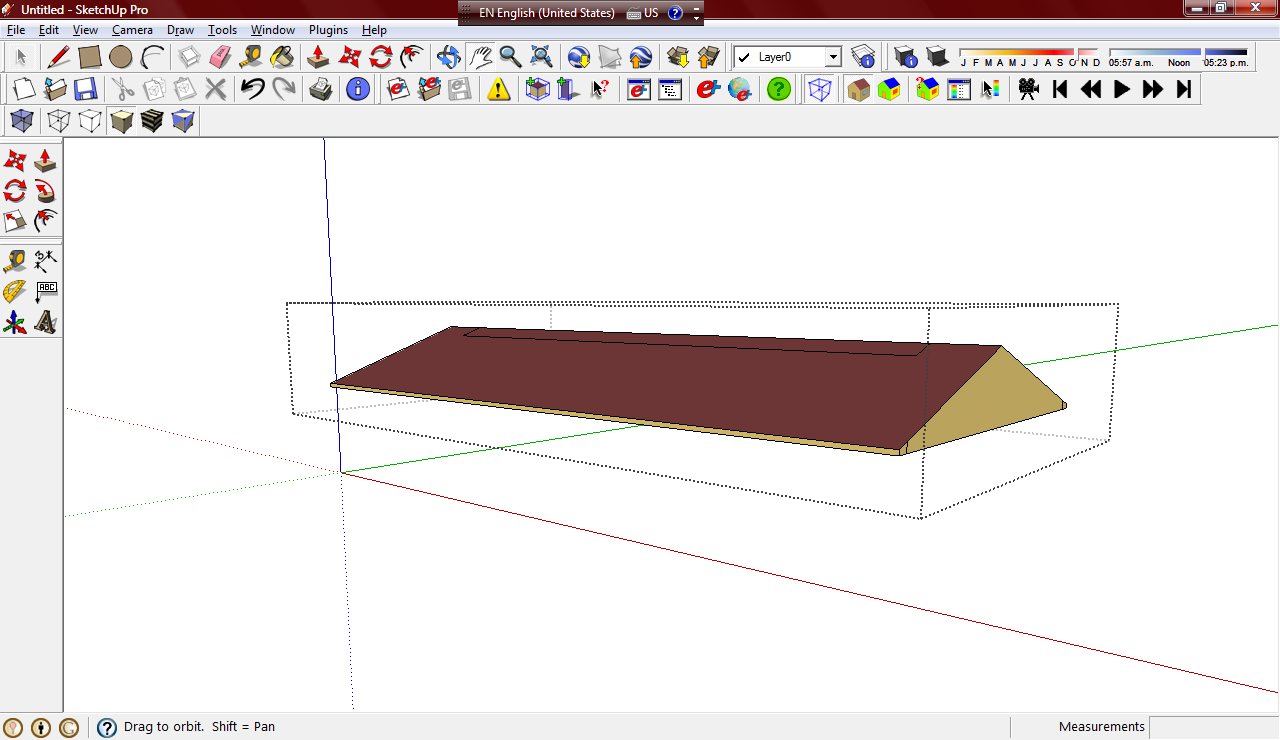 Untitled - SketchUp Pro
EN English (United States) US ?
File Edit View Camera Draw Tools Window Plugins Help
Layer0
J F M A M J J A S O N D 05:57 a.m. Noon 05:23 p.m.
ABC
Drag to orbit. Shift = Pan
Measurements